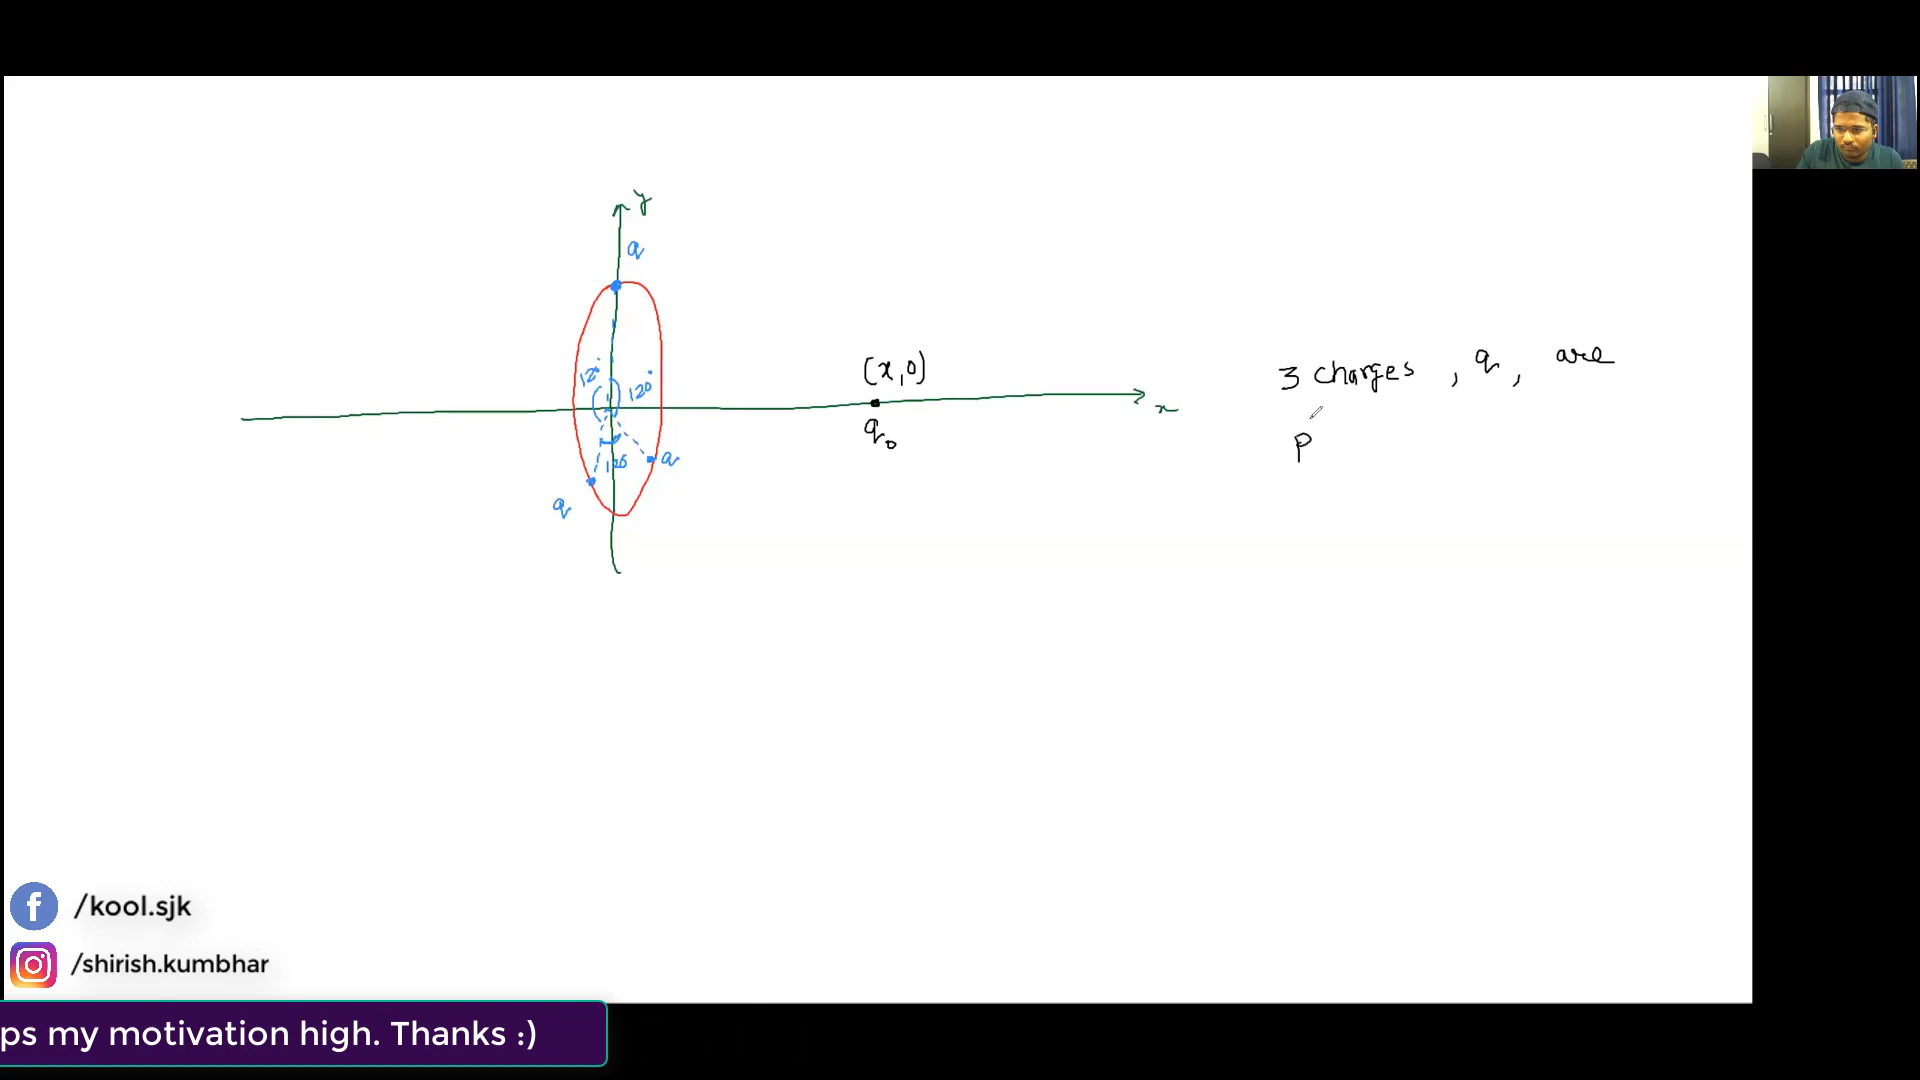 y
q
120°
120°
120
q
q
(x,0)
q₀
x
3 charges , q, are
P
/kool.sjk
/shirish.kumbhar
ps my motivation high. Thanks :)